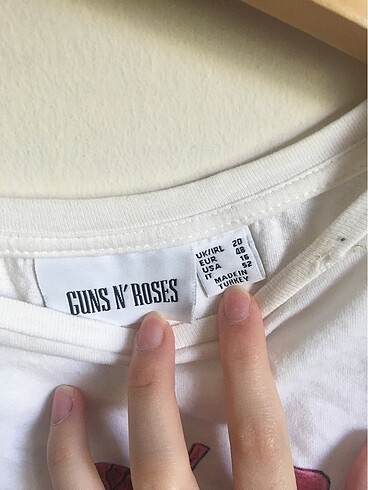 GUNS N' ROSES
UK/IRL 20
EUR 48
USA 16
IT 52
MADE IN
TURKEY